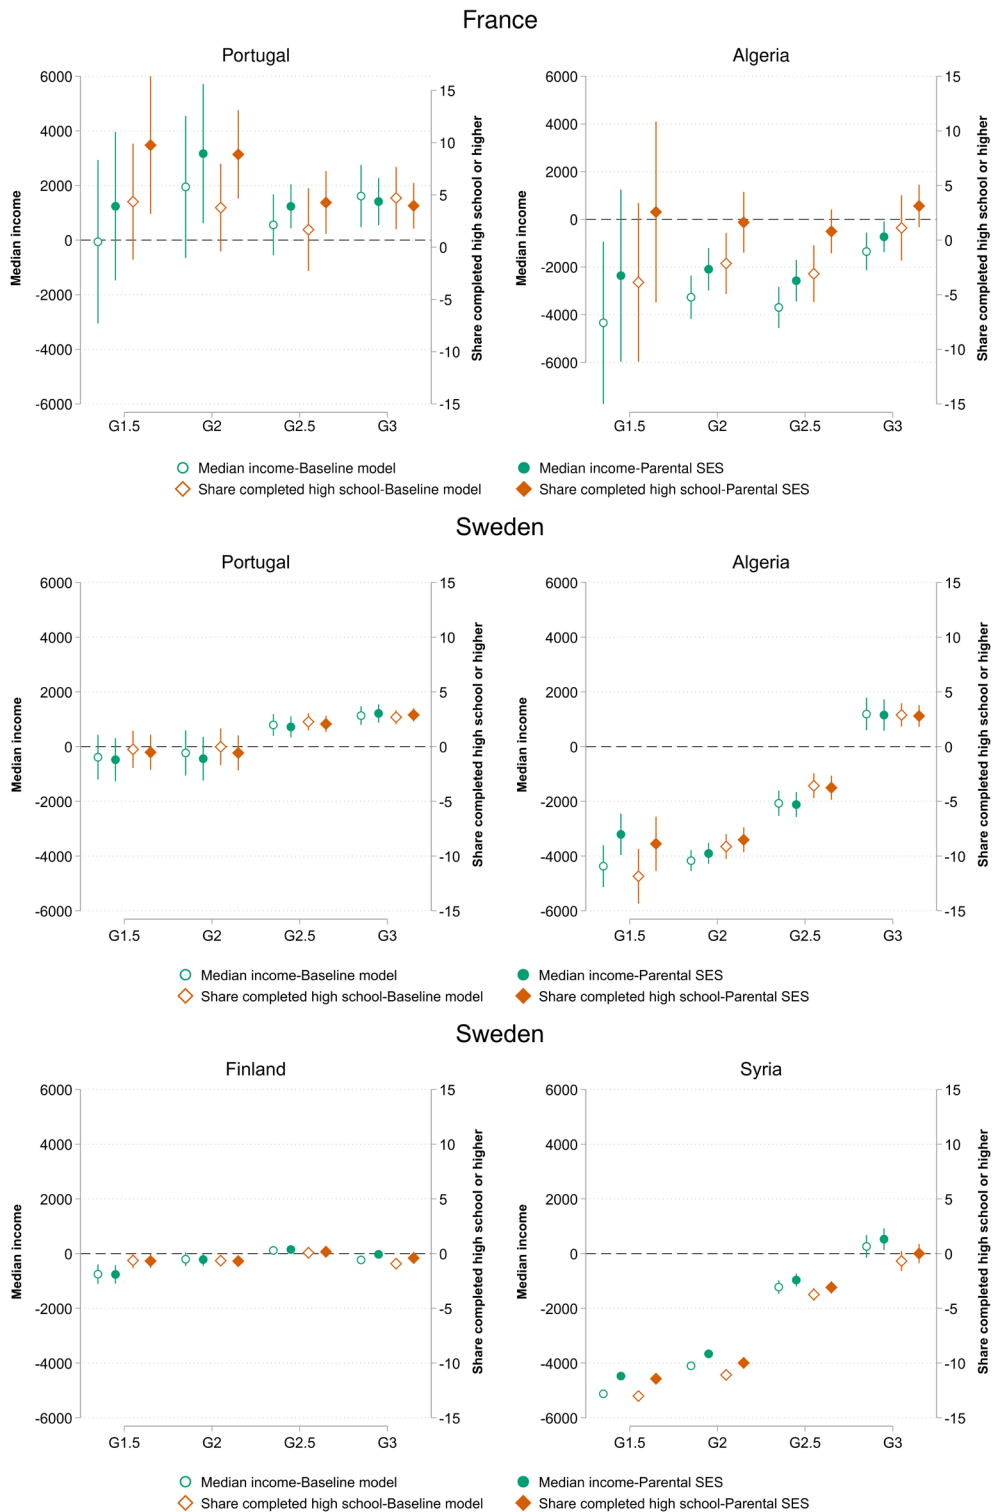 France
Portugal
Algeria
6000
4000
2000
0
-2000
-4000
-6000
Median income
15
10
5
0
-5
-10
-15
Share completed high school or higher
G1.5 G2 G2.5 G3
6000
4000
2000
0
-2000
-4000
-6000
Median income
15
10
5
0
-5
-10
-15
Share completed high school or higher
G1.5 G2 G2.5 G3
Median income-Baseline model
Median income-Parental SES
Share completed high school-Baseline model
Share completed high school-Parental SES
Sweden
Portugal
Algeria
6000
4000
2000
0
-2000
-4000
-6000
Median income
15
10
5
0
-5
-10
-15
Share completed high school or higher
G1.5 G2 G2.5 G3
6000
4000
2000
0
-2000
-4000
-6000
Median income
15
10
5
0
-5
-10
-15
Share completed high school or higher
G1.5 G2 G2.5 G3
Median income-Baseline model
Median income-Parental SES
Share completed high school-Baseline model
Share completed high school-Parental SES
Sweden
Finland
Syria
6000
4000
2000
0
-2000
-4000
-6000
Median income
15
10
5
0
-5
-10
-15
Share completed high school or higher
G1.5 G2 G2.5 G3
6000
4000
2000
0
-2000
-4000
-6000
Median income
15
10
5
0
-5
-10
-15
Share completed high school or higher
G1.5 G2 G2.5 G3
Median income-Baseline model
Median income-Parental SES
Share completed high school-Baseline model
Share completed high school-Parental SES